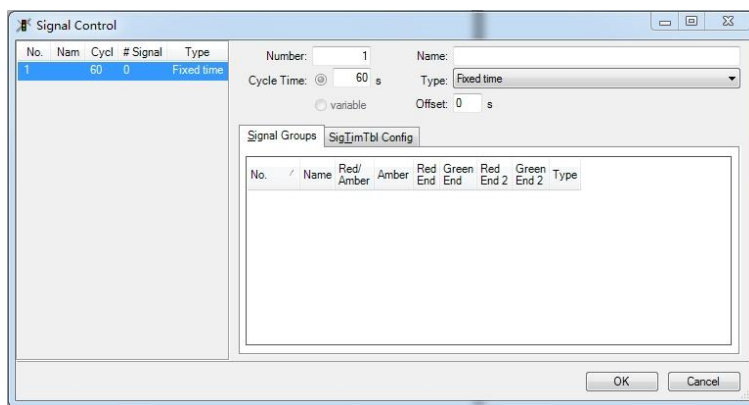 Signal Control
No. Nam Cycl # Signal Type
1 60 0 Fixed time
Number: 1 Name:
Cycle Time: 60 s Type: Fixed time
variable Offset: 0 s
Signal Groups SigTimTbl Config
No. Name Red/ Amber Amber Red End Green End Red End 2 Green End 2 Type
OK Cancel